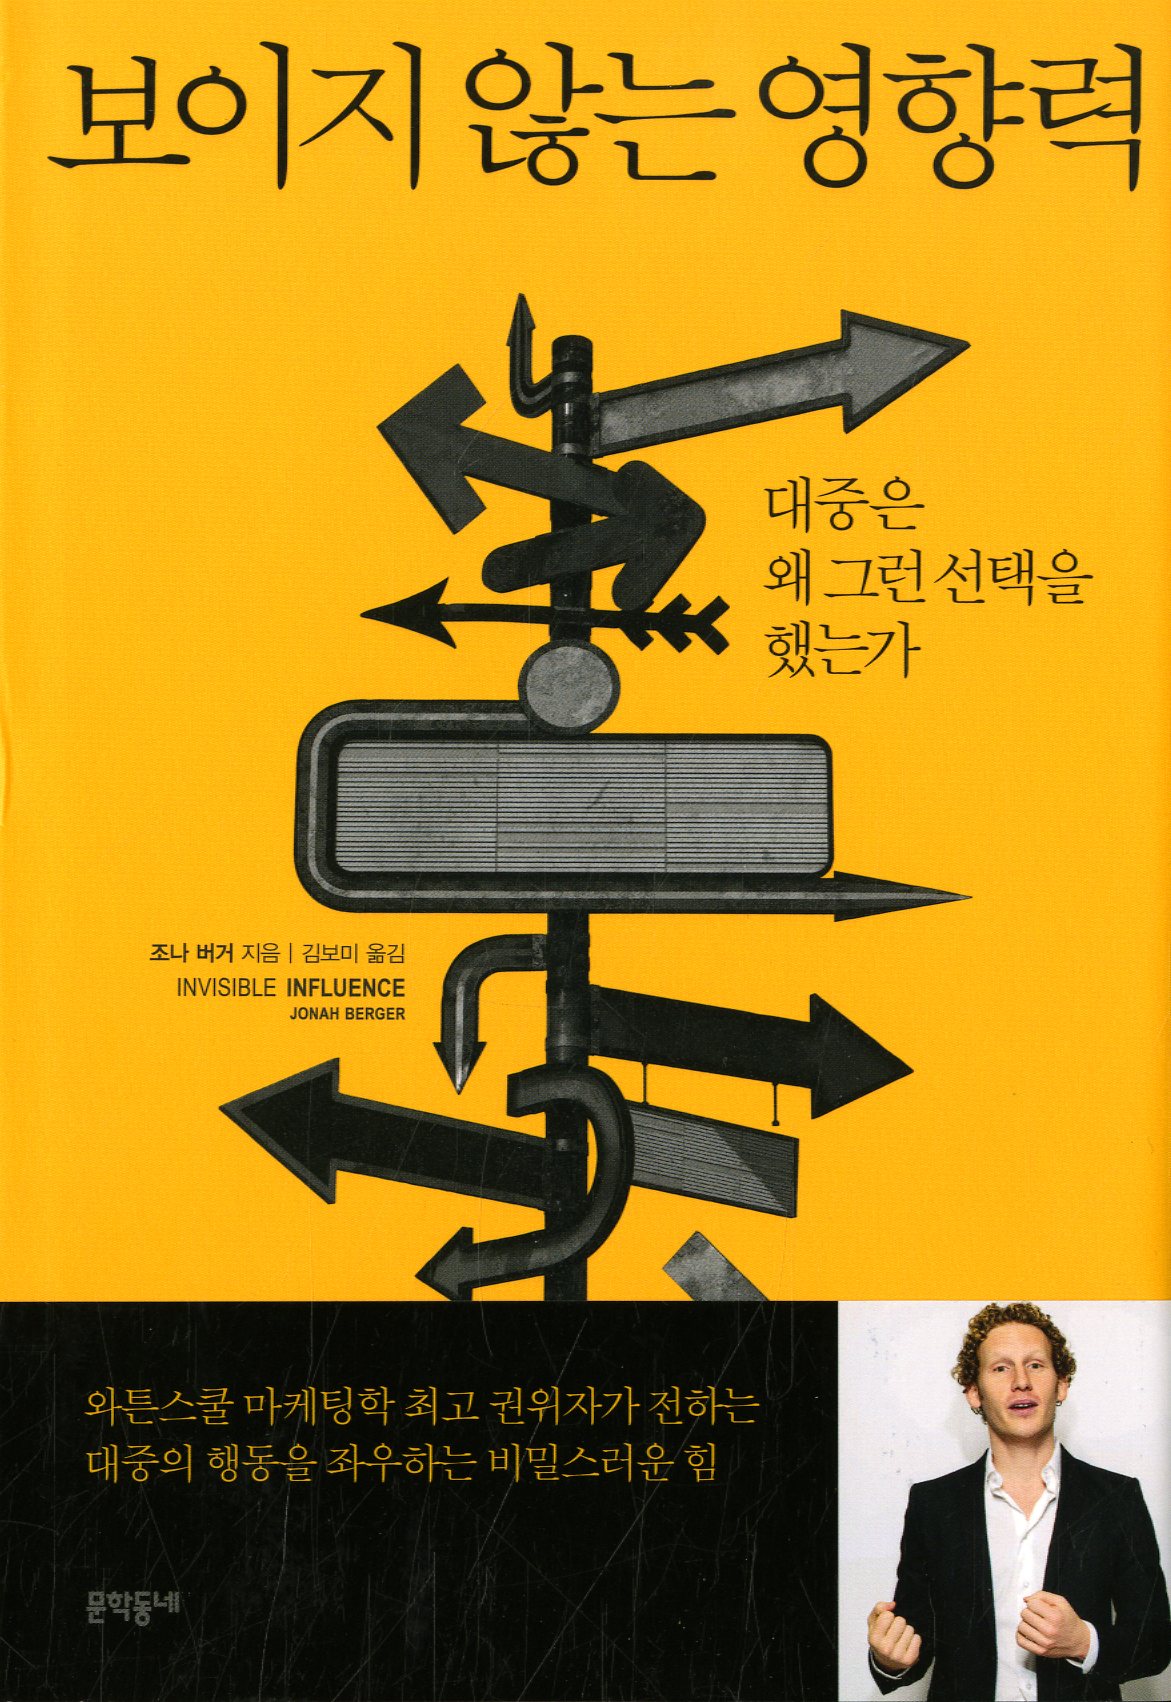 보이지 않는 영향력
대중은
왜 그런 선택을
했는가
조나 버거 지음 | 김보미 옮김
INVISIBLE INFLUENCE
JONAH BERGER
와튼스쿨 마케팅학 최고 권위자가 전하는
대중의 행동을 좌우하는 비밀스러운 힘
문학동네